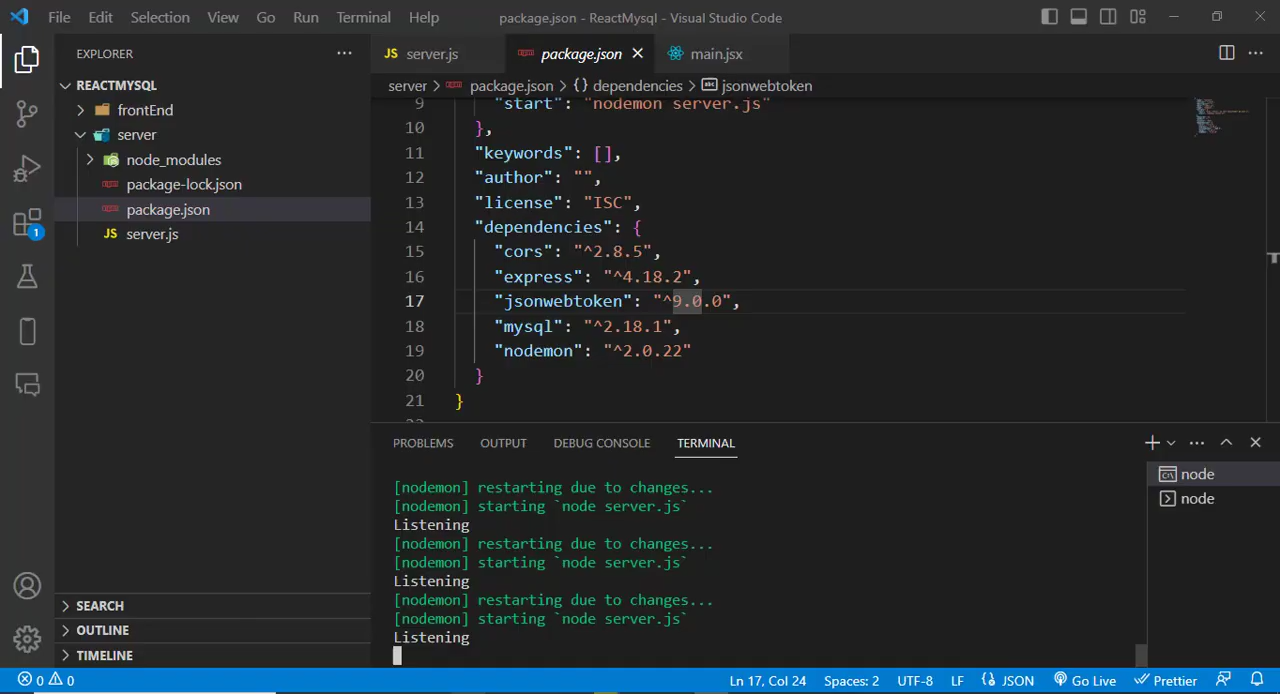 File Edit Selection View Go Run Terminal Help
package.json - ReactMysql - Visual Studio Code
EXPLORER
REACTMYSQL
frontEnd
server
node_modules
package-lock.json
package.json
JS server.js
SEARCH
OUTLINE
TIMELINE
1
JS server.js
package.json
main.jsx
server > package.json > {} dependencies > abc jsonwebtoken
9 "start": "nodemon server.js"
10 },
11 "keywords": [],
12 "author": "",
13 "license": "ISC",
14 "dependencies": {
15 "cors": "^2.8.5",
16 "express": "^4.18.2",
17 "jsonwebtoken": "^9.0.0",
18 "mysql": "^2.18.1",
19 "nodemon": "^2.0.22"
20 }
21 }
PROBLEMS OUTPUT DEBUG CONSOLE TERMINAL
[nodemon] restarting due to changes...
[nodemon] starting `node server.js`
Listening
[nodemon] restarting due to changes...
[nodemon] starting `node server.js`
Listening
[nodemon] restarting due to changes...
[nodemon] starting `node server.js`
Listening
node
node
0 0
Ln 17, Col 24 Spaces: 2 UTF-8 LF {} JSON Go Live Prettier